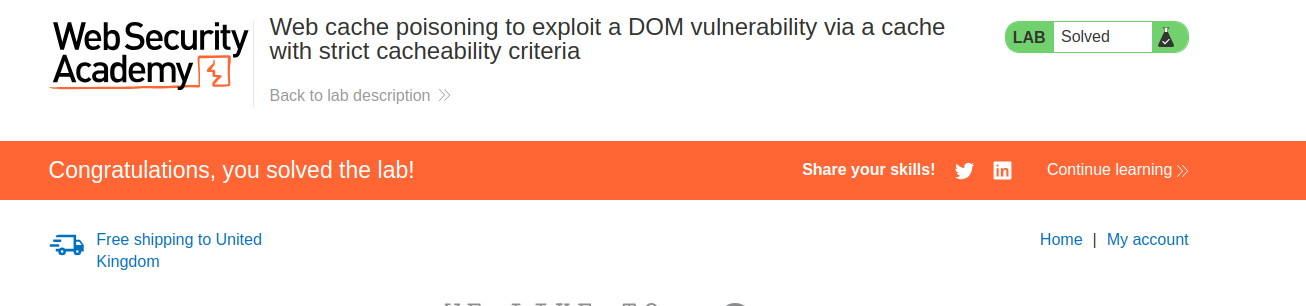 Web Security
Academy
Web cache poisoning to exploit a DOM vulnerability via a cache
with strict cacheability criteria
Back to lab description
LAB Solved
Congratulations, you solved the lab!
Share your skills!
Continue learning
Free shipping to United
Kingdom
Home | My account